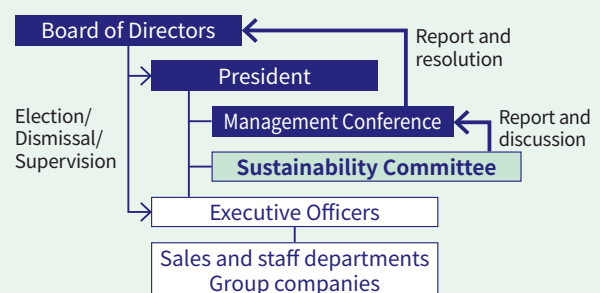 Board of Directors
Report and
resolution
President
Election/
Dismissal/
Supervision
Management Conference
Report and
discussion
Sustainability Committee
Executive Officers
Sales and staff departments
Group companies